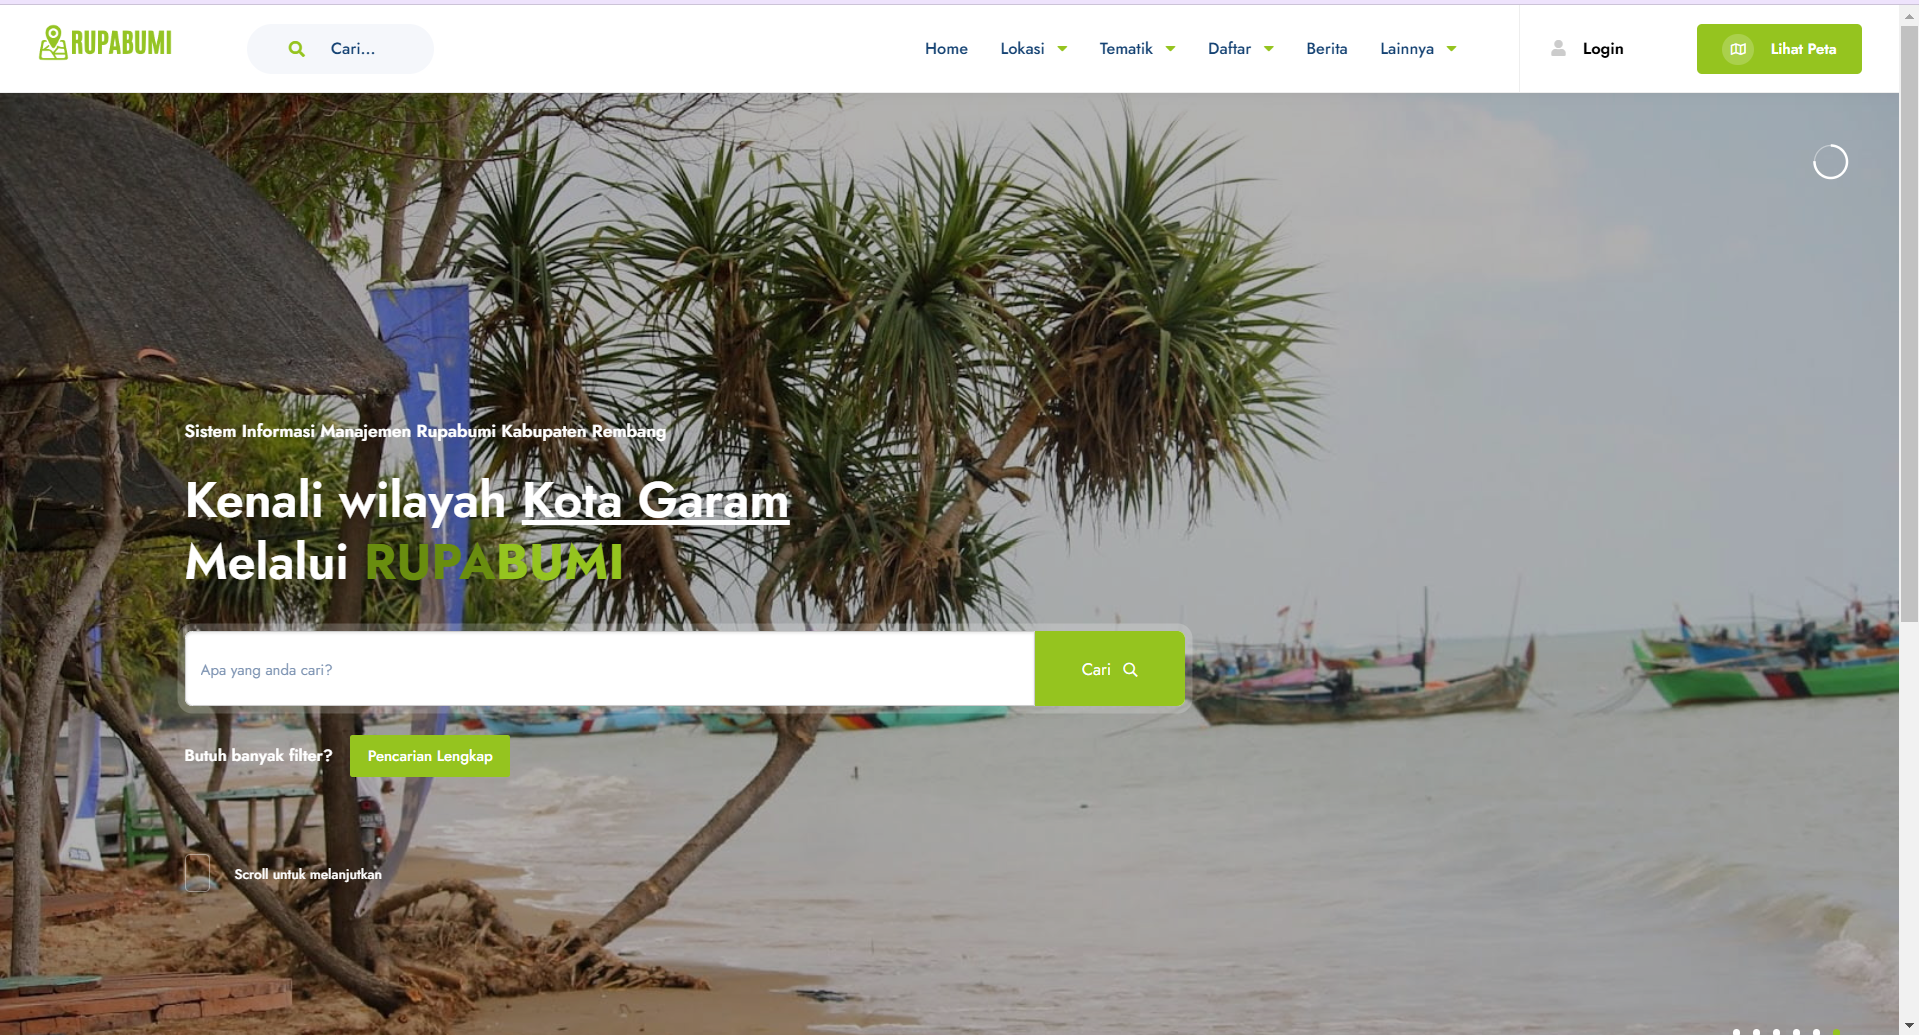 RUPABUMI
Cari...
Home
Lokasi
Tematik
Daftar
Berita
Lainnya
Login
Lihat Peta
Sistem Informasi Manajemen Rupabumi Kabupaten Rembang
Kenali wilayah Kota Garam
Melalui RUPABUMI
Apa yang anda cari?
Cari
Butuh banyak filter?
Pencarian Lengkap
Scroll untuk melanjutkan